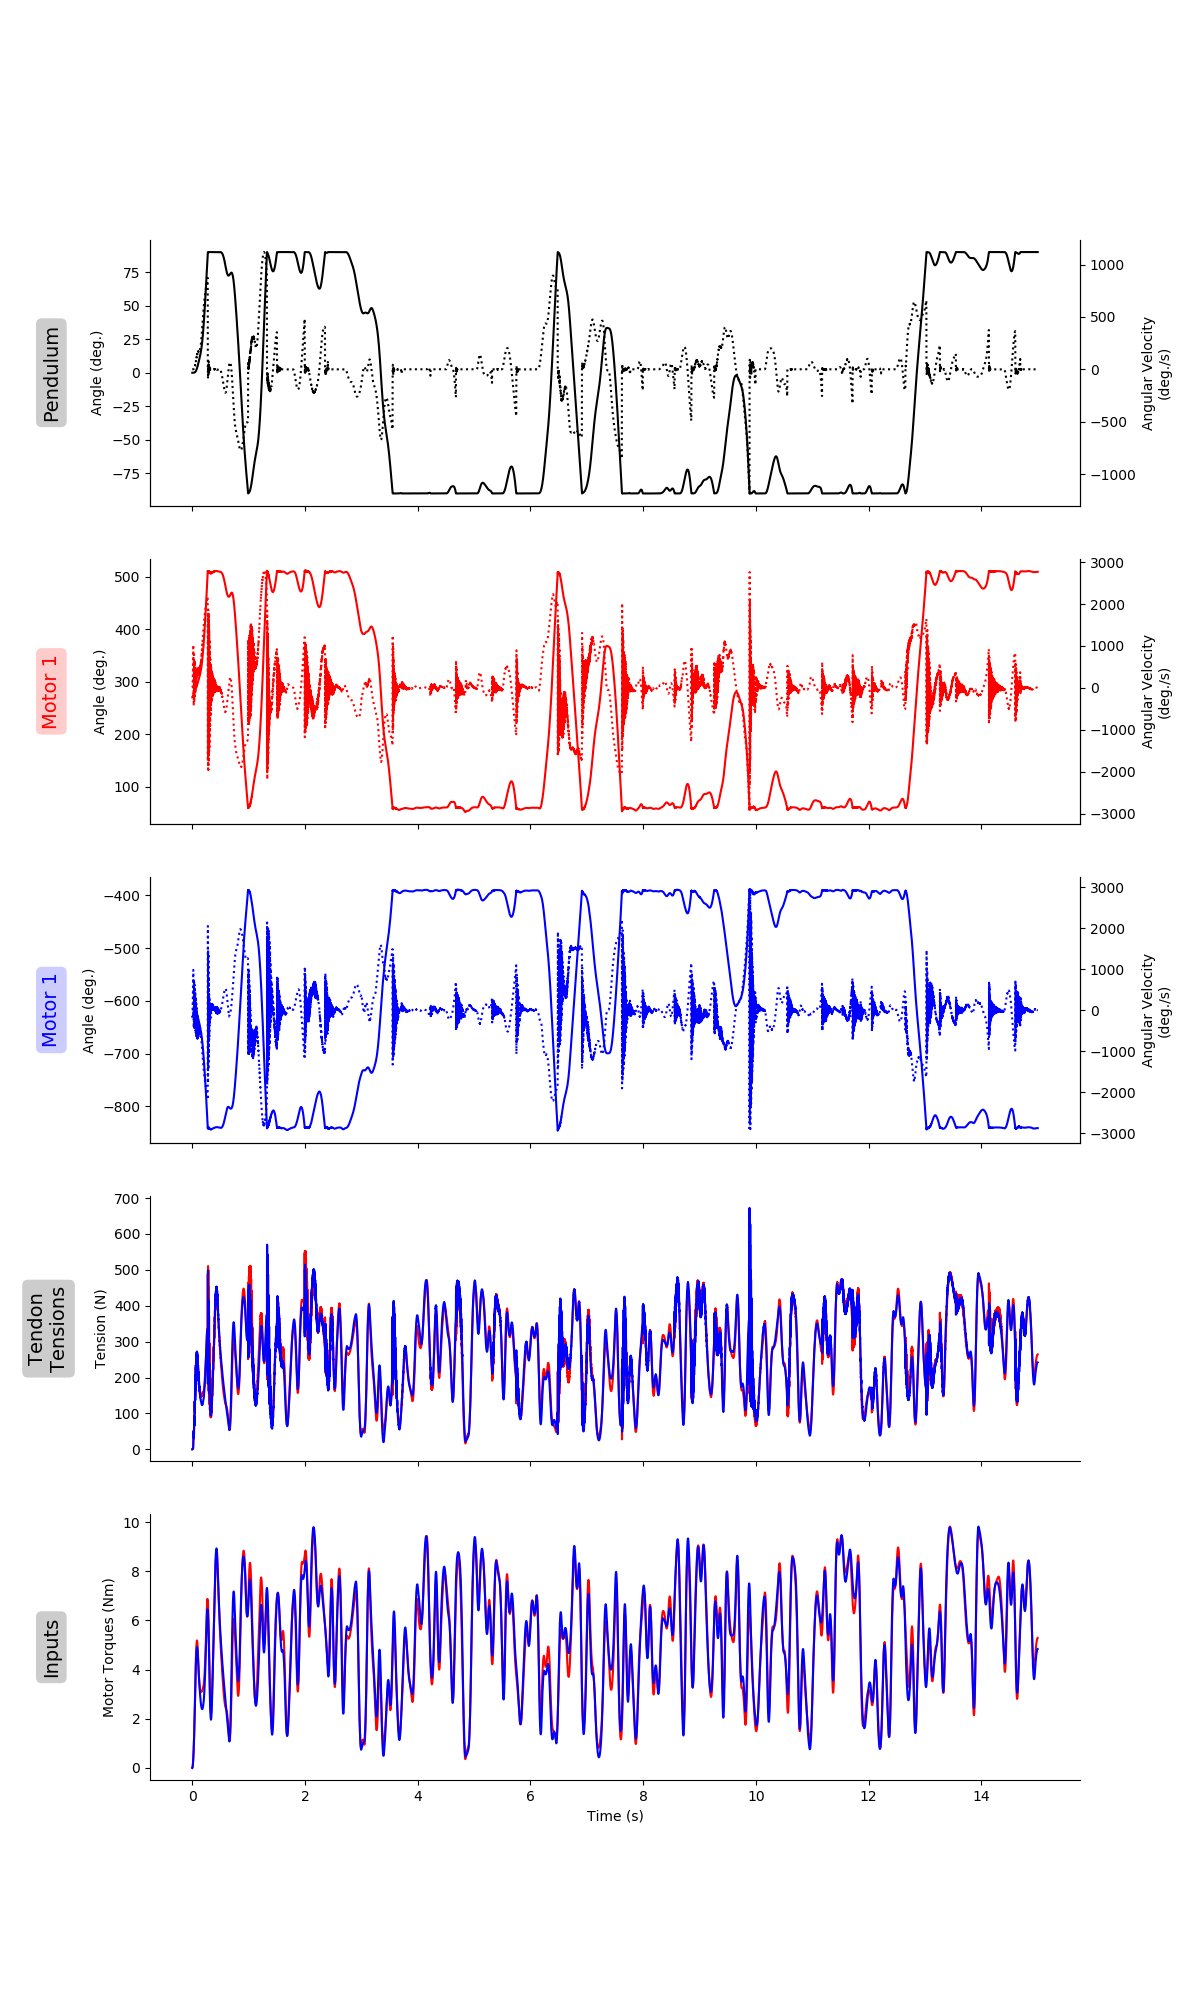 Pendulum
Angle (deg.)
75
50
25
0
−25
−50
−75
1000
500
0
−500
−1000
Angular Velocity
(deg./s)
Motor 1
Angle (deg.)
500
400
300
200
100
3000
2000
1000
0
−1000
−2000
−3000
Angular Velocity
(deg./s)
Motor 1
Angle (deg.)
−400
−500
−600
−700
−800
3000
2000
1000
0
−1000
−2000
−3000
Angular Velocity
(deg./s)
Tendon
Tensions
Tension (N)
700
600
500
400
300
200
100
0
Inputs
Motor Torques (Nm)
10
8
6
4
2
0
0 2 4 6 8 10 12 14
Time (s)